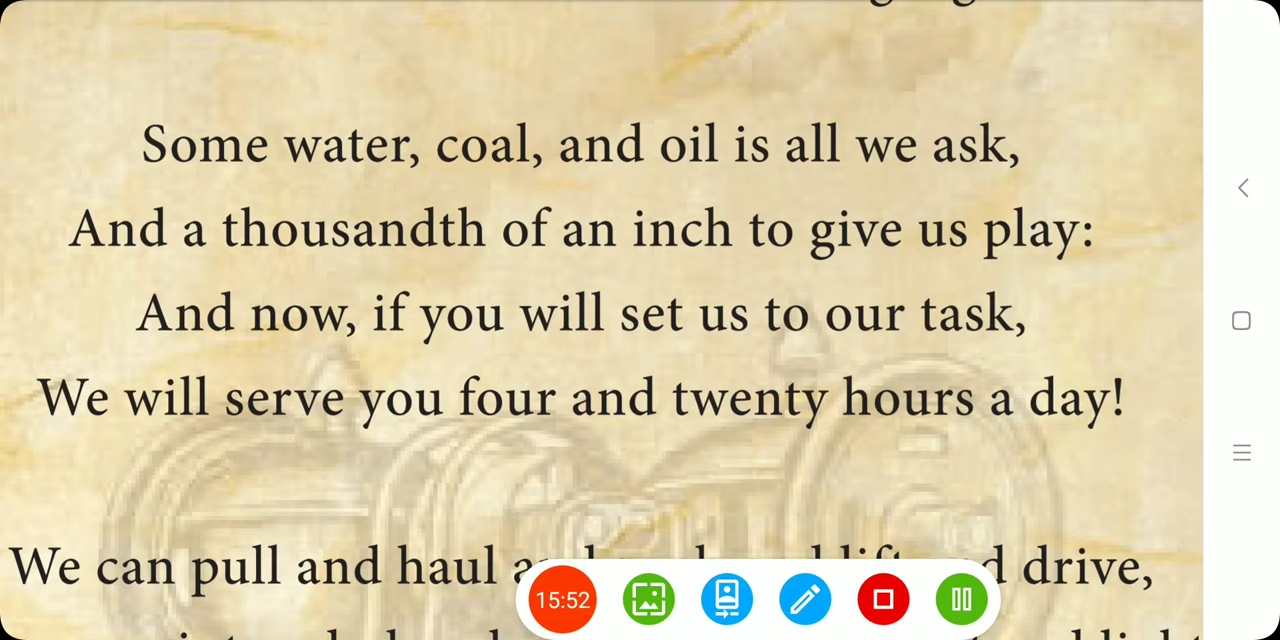 Some water, coal, and oil is all we ask,
And a thousandth of an inch to give us play:
And now, if you will set us to our task,
We will serve you four and twenty hours a day!
We can pull and haul drive,
15:52